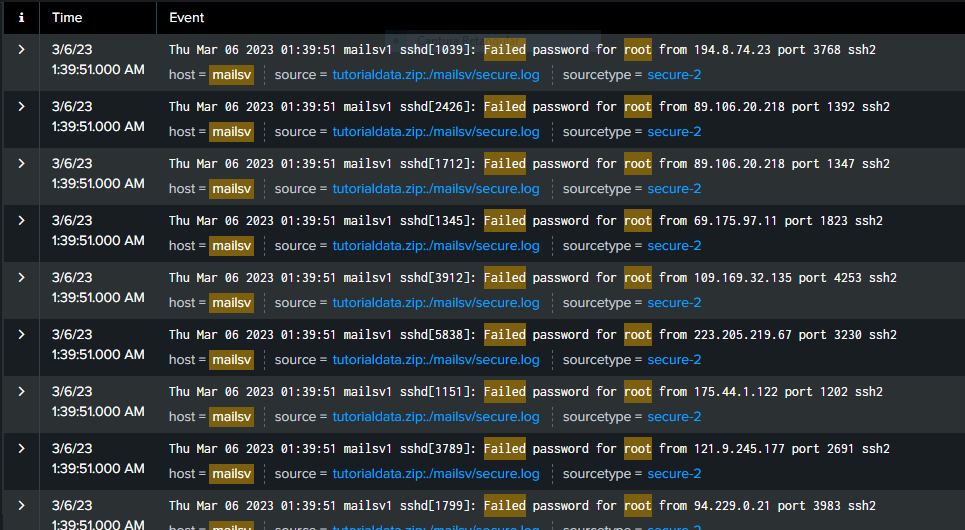 i Time Event
> 3/6/23 Thu Mar 06 2023 01:39:51 mailsv1 sshd[1039]: Failed password for root from 194.8.74.23 port 3768 ssh2
1:39:51.000 AM host = mailsv source = tutorialdata.zip:./mailsv/secure.log sourcetype = secure-2
> 3/6/23 Thu Mar 06 2023 01:39:51 mailsv1 sshd[2426]: Failed password for root from 89.106.20.218 port 1392 ssh2
1:39:51.000 AM host = mailsv source = tutorialdata.zip:./mailsv/secure.log sourcetype = secure-2
> 3/6/23 Thu Mar 06 2023 01:39:51 mailsv1 sshd[1712]: Failed password for root from 89.106.20.218 port 1347 ssh2
1:39:51.000 AM host = mailsv source = tutorialdata.zip:./mailsv/secure.log sourcetype = secure-2
> 3/6/23 Thu Mar 06 2023 01:39:51 mailsv1 sshd[1345]: Failed password for root from 69.175.97.11 port 1823 ssh2
1:39:51.000 AM host = mailsv source = tutorialdata.zip:./mailsv/secure.log sourcetype = secure-2
> 3/6/23 Thu Mar 06 2023 01:39:51 mailsv1 sshd[3912]: Failed password for root from 109.169.32.135 port 4253 ssh2
1:39:51.000 AM host = mailsv source = tutorialdata.zip:./mailsv/secure.log sourcetype = secure-2
> 3/6/23 Thu Mar 06 2023 01:39:51 mailsv1 sshd[5838]: Failed password for root from 223.205.219.67 port 3230 ssh2
1:39:51.000 AM host = mailsv source = tutorialdata.zip:./mailsv/secure.log sourcetype = secure-2
> 3/6/23 Thu Mar 06 2023 01:39:51 mailsv1 sshd[1151]: Failed password for root from 175.44.1.122 port 1202 ssh2
1:39:51.000 AM host = mailsv source = tutorialdata.zip:./mailsv/secure.log sourcetype = secure-2
> 3/6/23 Thu Mar 06 2023 01:39:51 mailsv1 sshd[3789]: Failed password for root from 121.9.245.177 port 2691 ssh2
1:39:51.000 AM host = mailsv source = tutorialdata.zip:./mailsv/secure.log sourcetype = secure-2
> 3/6/23 Thu Mar 06 2023 01:39:51 mailsv1 sshd[1799]: Failed password for root from 94.229.0.21 port 3983 ssh2
1:39:51.000 AM host = mailsv source = tutorialdata.zip:./mailsv/secure.log sourcetype = secure-2